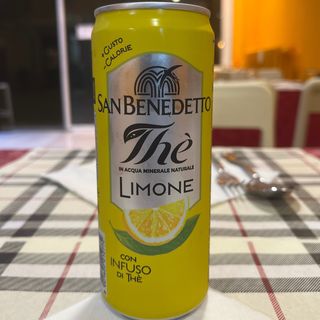 +GUSTO
-CALORIE
SAN BENEDETTO
Thè
IN ACQUA MINERALE NATURALE
LIMONE
CON
INFUSO
DI THÈ